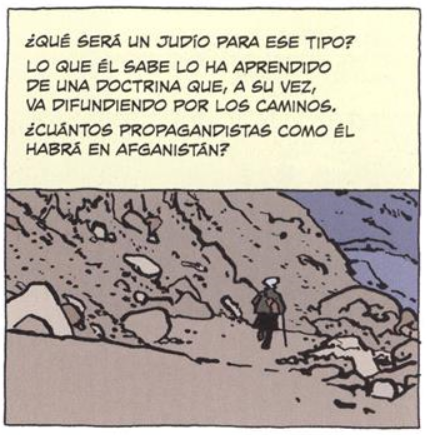 ¿QUÉ SERÁ UN JUDÍO PARA ESE TIPO?
LO QUE ÉL SABE LO HA APRENDIDO
DE UNA DOCTRINA QUE, A SU VEZ,
VA DIFUNDIENDO POR LOS CAMINOS.
¿CUÁNTOS PROPAGANDISTAS COMO ÉL
HABRÁ EN AFGANISTÁN?